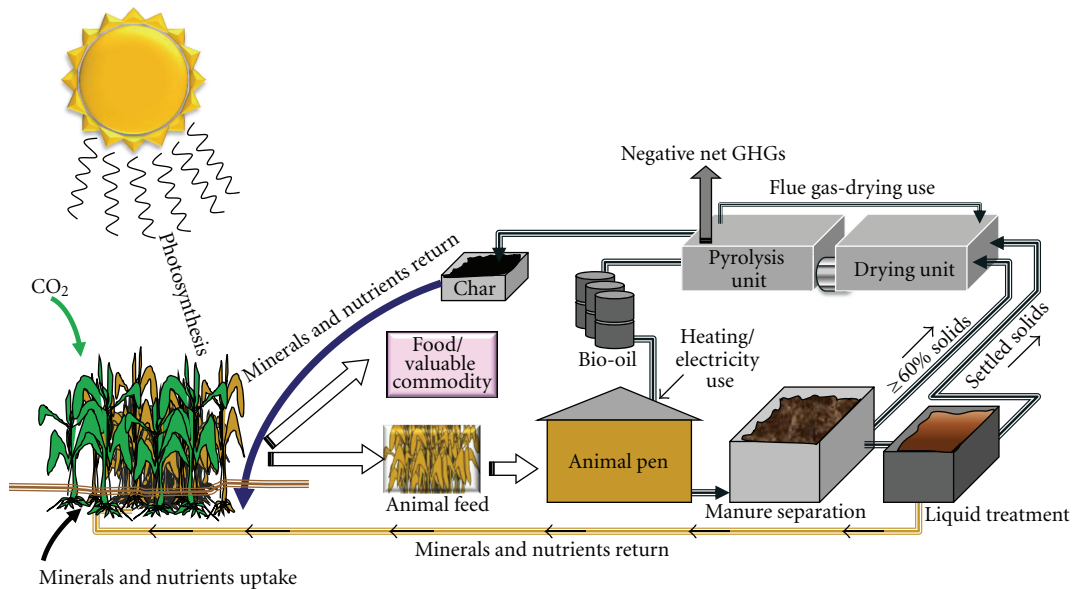 Negative net GHGs
Flue gas-drying use
Photosynthesis
Minerals and nutrients return
Pyrolysis
unit
Drying unit
CO₂
Char
Food/
valuable
commodity
Bio-oil
Heating/
electricity
use
≥60% solids
Settled solids
Animal pen
Animal feed
Manure separation
Liquid treatment
Minerals and nutrients return
Minerals and nutrients uptake